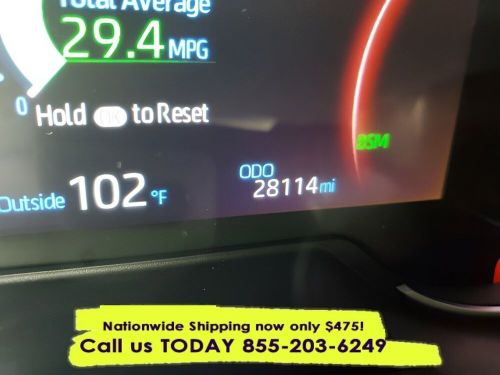 Total Average
29.4 MPG
0
Hold OK to Reset
BSM
Outside 102 °F
ODO
28114 mi
Nationwide Shipping now only $475!
Call us TODAY 855-203-6249